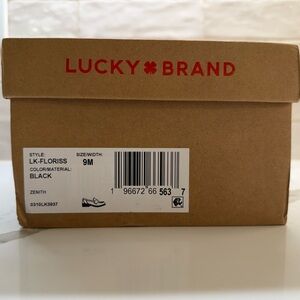 LUCKY BRAND
STYLE: SIZE/WIDTH:
LK-FLORISS 9M
COLOR/MATERIAL:
BLACK
ZENITH
1 96672 66 563 7